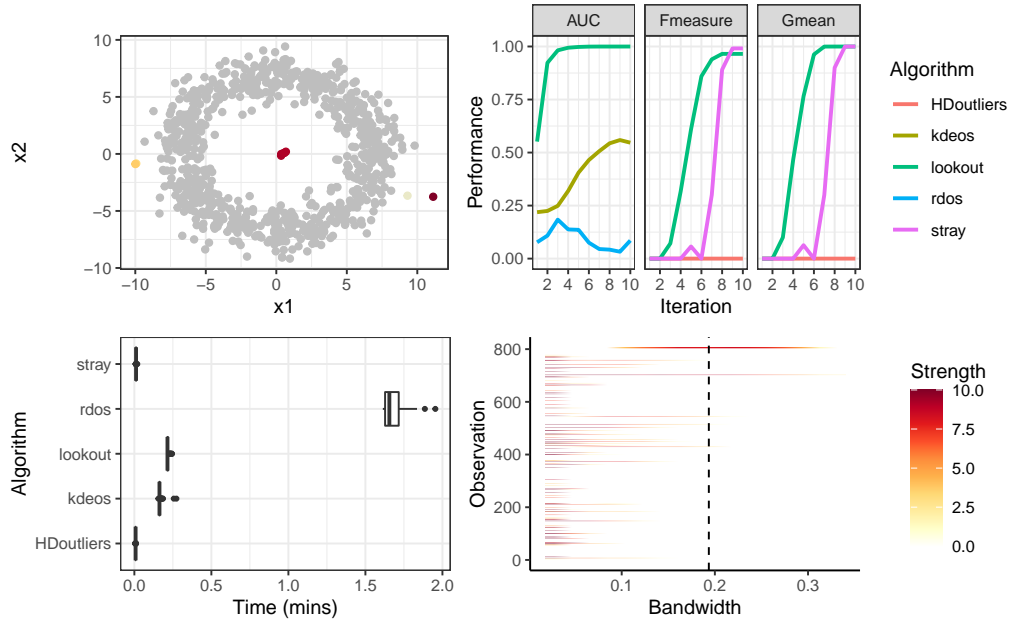 AUC Fmeasure Gmean
10
5
0
−5
−10
x2
−10 −5 0 5 10
x1
1.00
0.75
0.50
0.25
0.00
Performance
2 4 6 8 10 2 4 6 8 10 2 4 6 8 10
Iteration
Algorithm
HDoutliers
kdeos
lookout
rdos
stray
Algorithm
stray
rdos
lookout
kdeos
HDoutliers
0.0 0.5 1.0 1.5 2.0
Time (mins)
Observation
800
600
400
200
0
0.1 0.2 0.3
Bandwidth
Strength
10.0
7.5
5.0
2.5
0.0